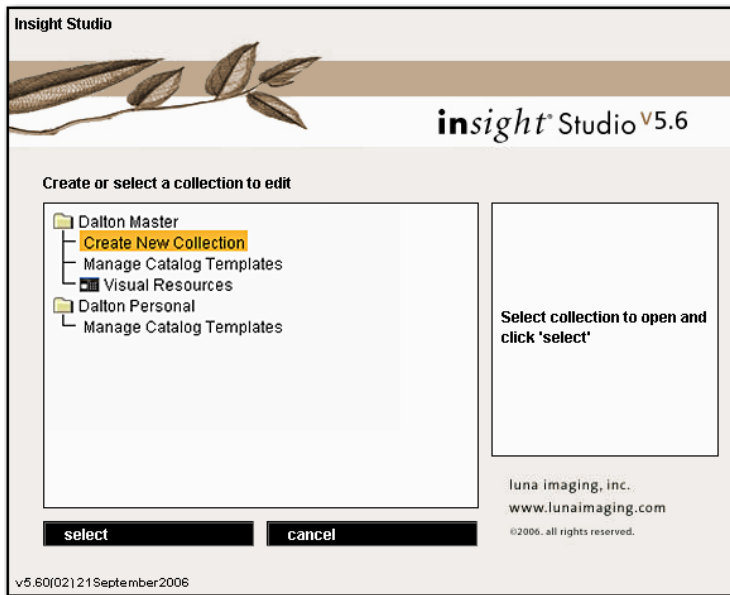 Insight Studio
insight® Studio v5.6
Create or select a collection to edit
Dalton Master
Create New Collection
Manage Catalog Templates
Visual Resources
Dalton Personal
Manage Catalog Templates
Select collection to open and
click 'select'
luna imaging, inc.
www.lunaimaging.com
©2006. all rights reserved.
select
cancel
v5.60(02) 21September2006